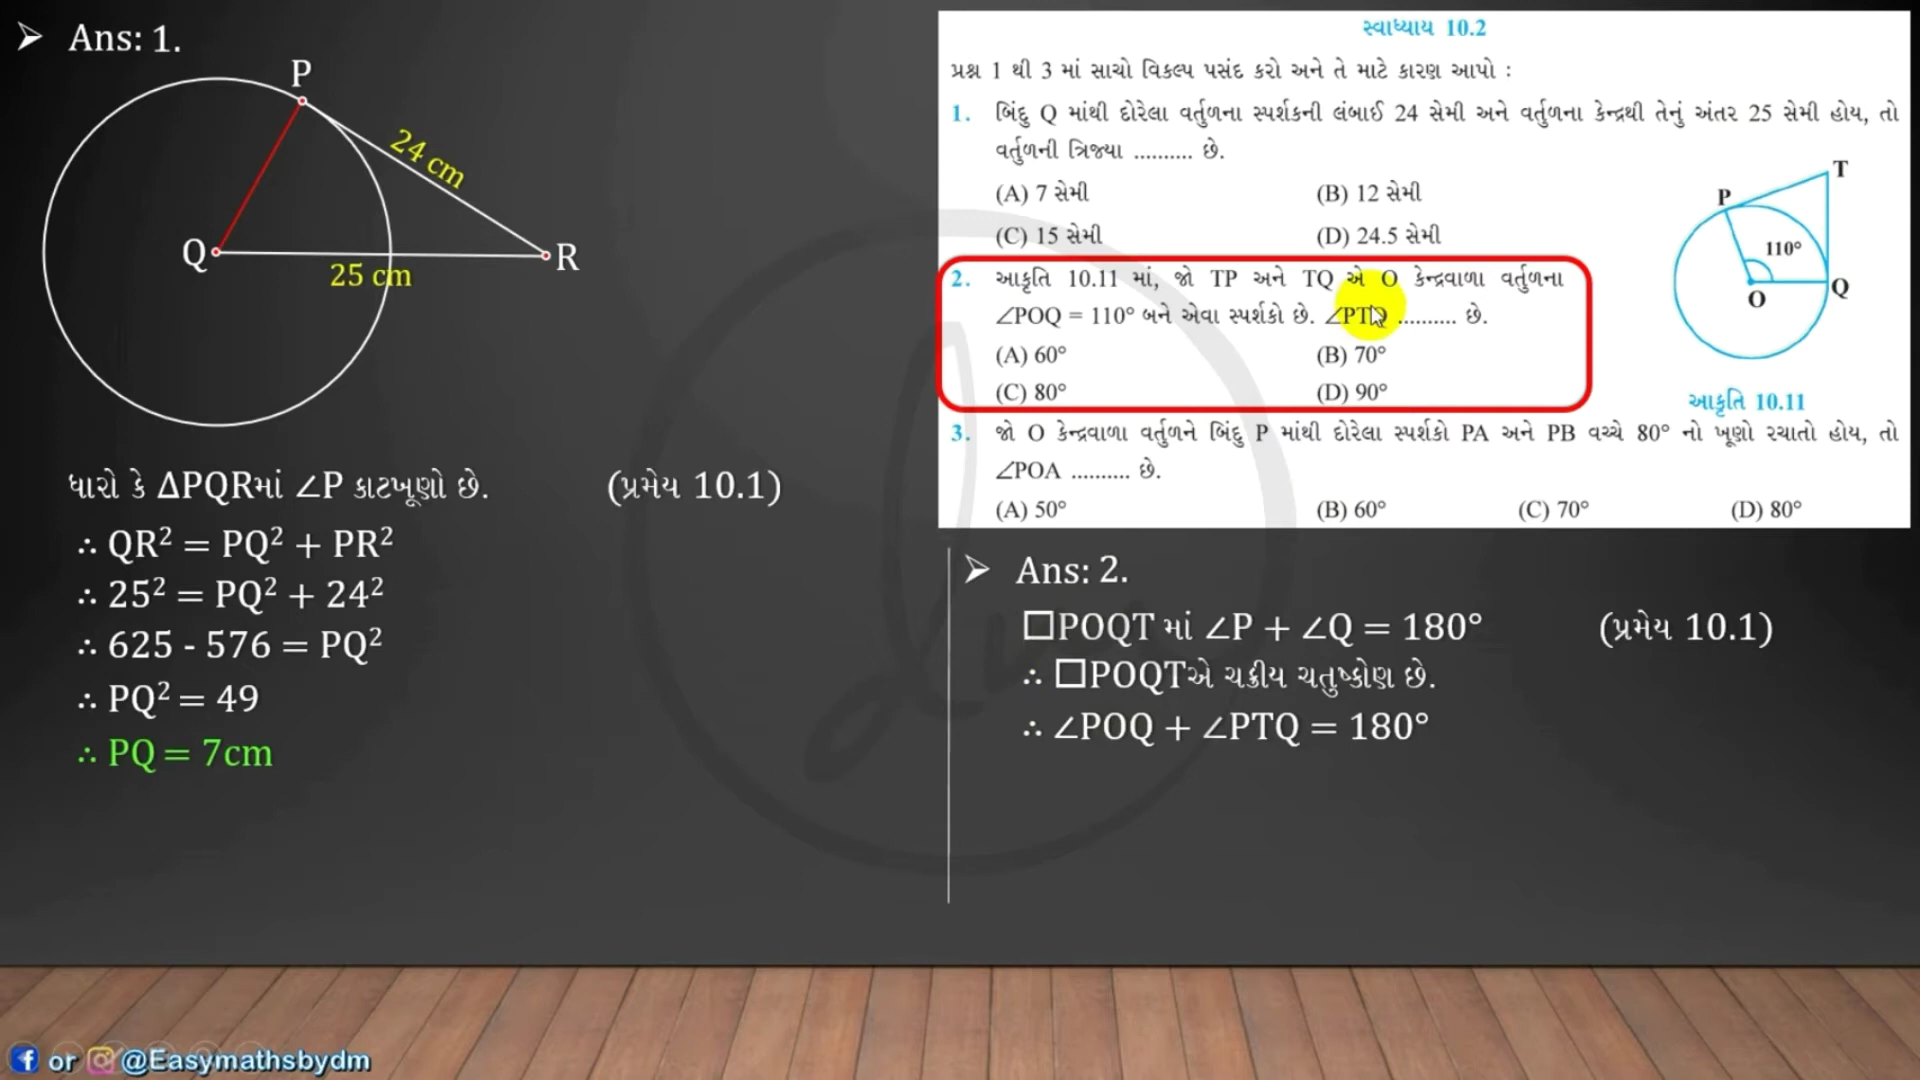 ➢ Ans: 1.
P
24 cm
Q
25 cm
R
ધારો કે ∆PQRમાં ∠P કાટખૂણો છે. (પ્રમેય 10.1)
∴ QR² = PQ² + PR²
∴ 25² = PQ² + 24²
∴ 625 - 576 = PQ²
∴ PQ² = 49
∴ PQ = 7cm
સ્વાધ્યાય 10.2
પ્રશ્ન 1 થી 3 માં સાચો વિકલ્પ પસંદ કરો અને તે માટે કારણ આપો :
1. બિંદુ Q માંથી દોરેલા વર્તુળના સ્પર્શકની લંબાઈ 24 સેમી અને વર્તુળના કેન્દ્રથી તેનું અંતર 25 સેમી હોય, તો
વર્તુળની ત્રિજ્યા .......... છે.
(A) 7 સેમી (B) 12 સેમી
(C) 15 સેમી (D) 24.5 સેમી
2. આકૃતિ 10.11 માં, જો TP અને TQ એ O કેન્દ્રવાળા વર્તુળના
∠POQ = 110° બને એવા સ્પર્શકો છે. ∠PTQ .......... છે.
(A) 60° (B) 70°
(C) 80° (D) 90°
T
P
110°
O
Q
આકૃતિ 10.11
3. જો O કેન્દ્રવાળા વર્તુળને બિંદુ P માંથી દોરેલા સ્પર્શકો PA અને PB વચ્ચે 80° નો ખૂણો રચાતો હોય, તો
∠POA .......... છે.
(A) 50° (B) 60° (C) 70° (D) 80°
➢ Ans: 2.
□POQT માં ∠P + ∠Q = 180° (પ્રમેય 10.1)
∴ □POQTએ ચક્રીય ચતુષ્કોણ છે.
∴ ∠POQ + ∠PTQ = 180°
or @Easymathsbydm